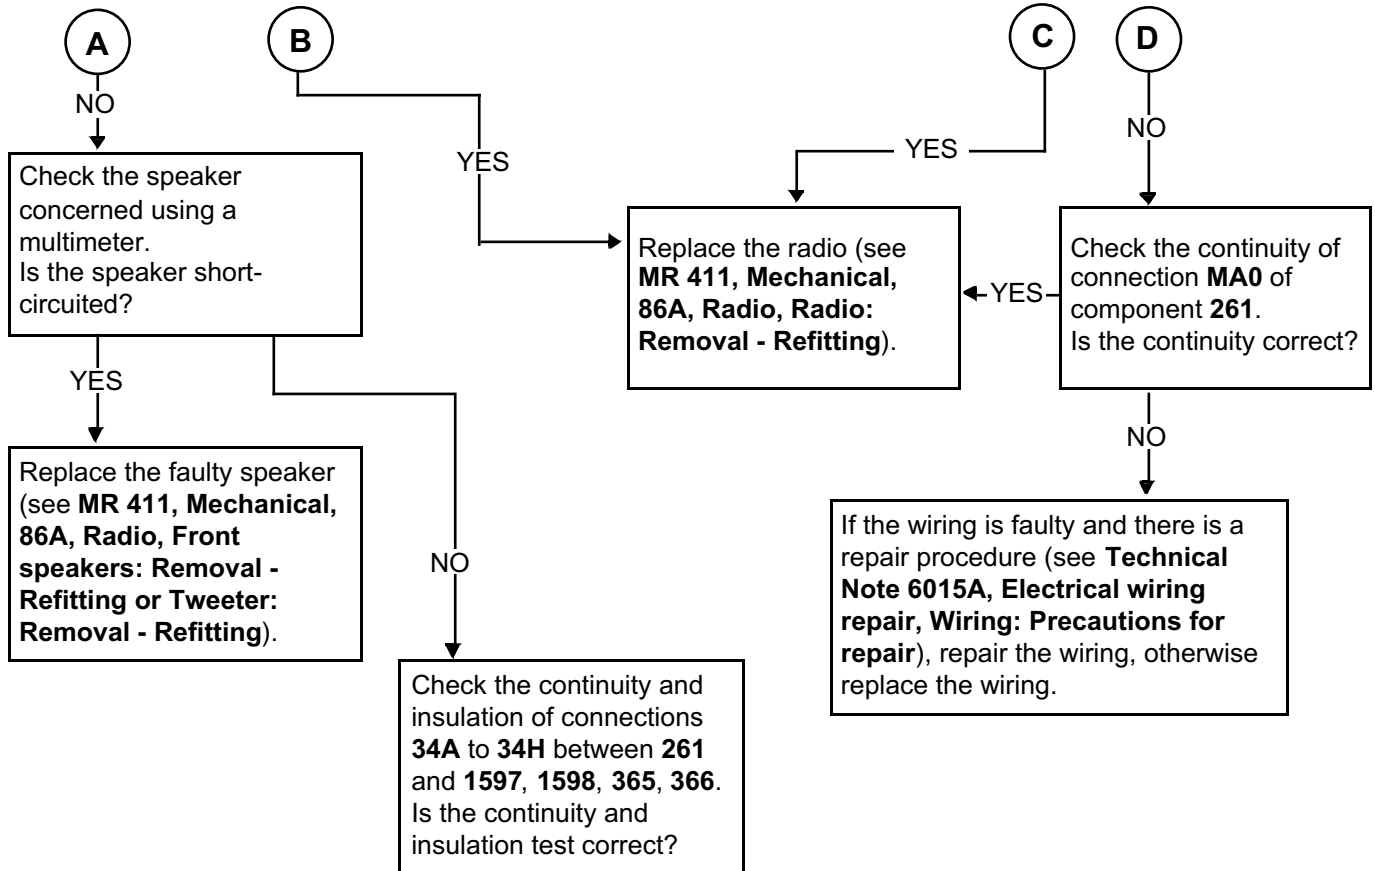 A
B
C
D
NO
YES
YES
NO
Check the speaker
concerned using a
multimeter.
Is the speaker short-
circuited?
Replace the radio (see
MR 411, Mechanical,
86A, Radio, Radio:
Removal - Refitting).
YES
Check the continuity of
connection MA0 of
component 261.
Is the continuity correct?
YES
NO
NO
Replace the faulty speaker
(see MR 411, Mechanical,
86A, Radio, Front
speakers: Removal -
Refitting or Tweeter:
Removal - Refitting).
If the wiring is faulty and there is a
repair procedure (see Technical
Note 6015A, Electrical wiring
repair, Wiring: Precautions for
repair), repair the wiring, otherwise
replace the wiring.
Check the continuity and
insulation of connections
34A to 34H between 261
and 1597, 1598, 365, 366.
Is the continuity and
insulation test correct?